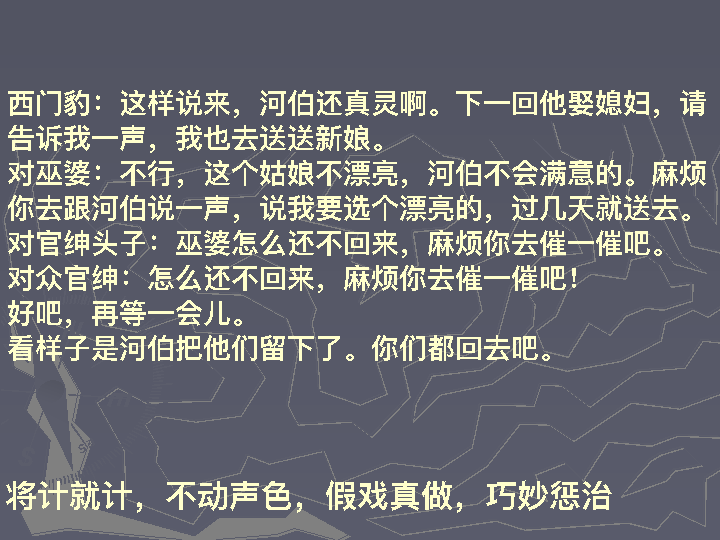 西门豹：这样说来，河伯还真灵啊。下一回他娶媳妇，请
告诉我一声，我也去送送新娘。
对巫婆：不行，这个姑娘不漂亮，河伯不会满意的。麻烦
你去跟河伯说一声，说我要选个漂亮的，过几天就送去。
对官绅头子：巫婆怎么还不回来，麻烦你去催一催吧。
对众官绅：怎么还不回来，麻烦你去催一催吧！
好吧，再等一会儿。
看样子是河伯把他们留下了。你们都回去吧。
将计就计，不动声色，假戏真做，巧妙惩治